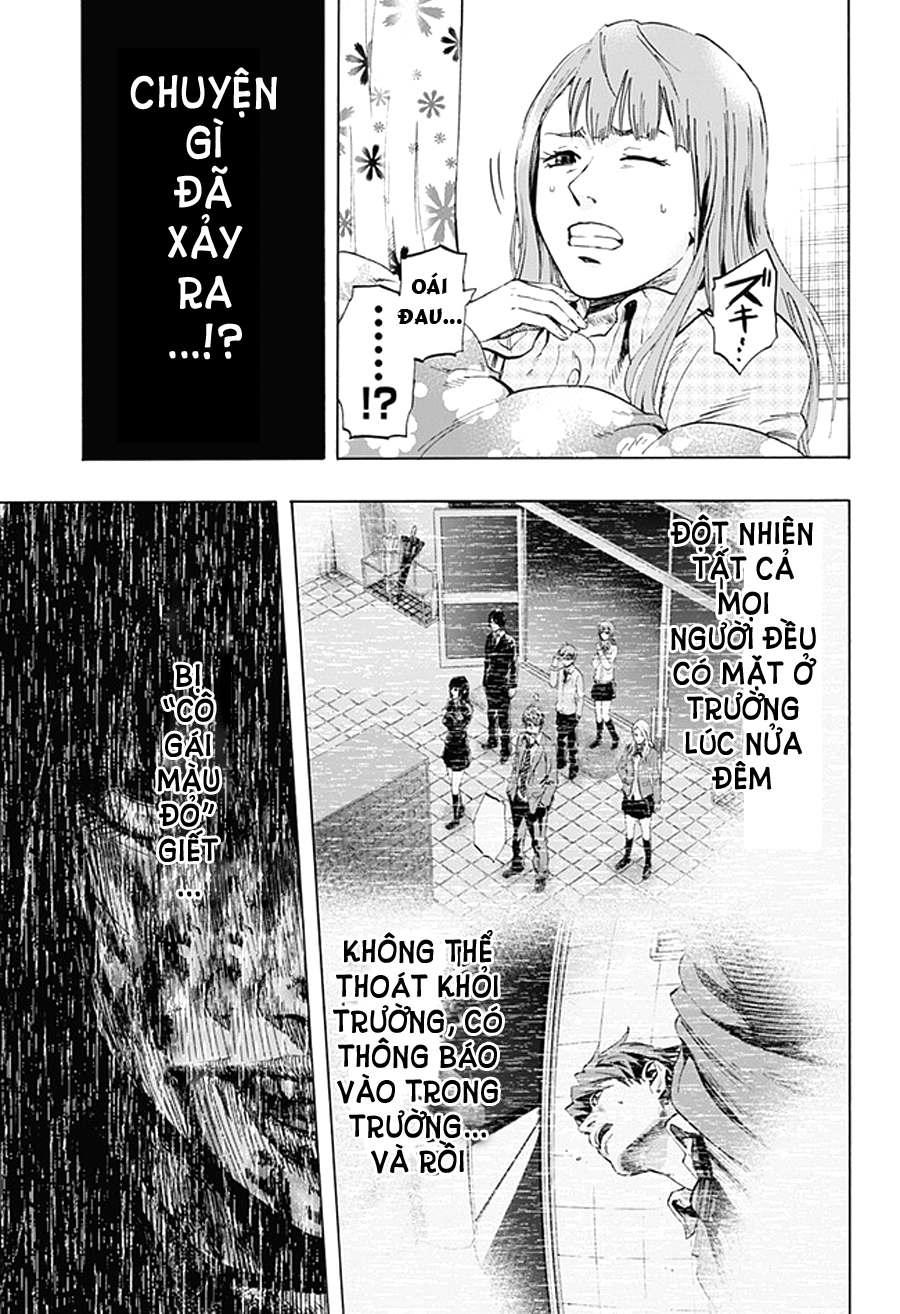 ズキ…
OÁI
ĐAU...
……!?
CHUYỆN
GÌ
ĐÃ
XẢY
RA
...!?
ĐỘT NHIÊN
TẤT CẢ
MỌI
NGƯỜI ĐỀU
CÓ MẶT Ở
TRƯỜNG
LÚC NỬA
ĐÊM
KHÔNG THỂ
THOÁT KHỎI
TRƯỜNG, CÓ
THÔNG BÁO
VÀO TRONG
TRƯỜNG...
VÀ RỒI
BỊ
“CÔ
GÁI
MÀU
ĐỎ”
GIẾT
...